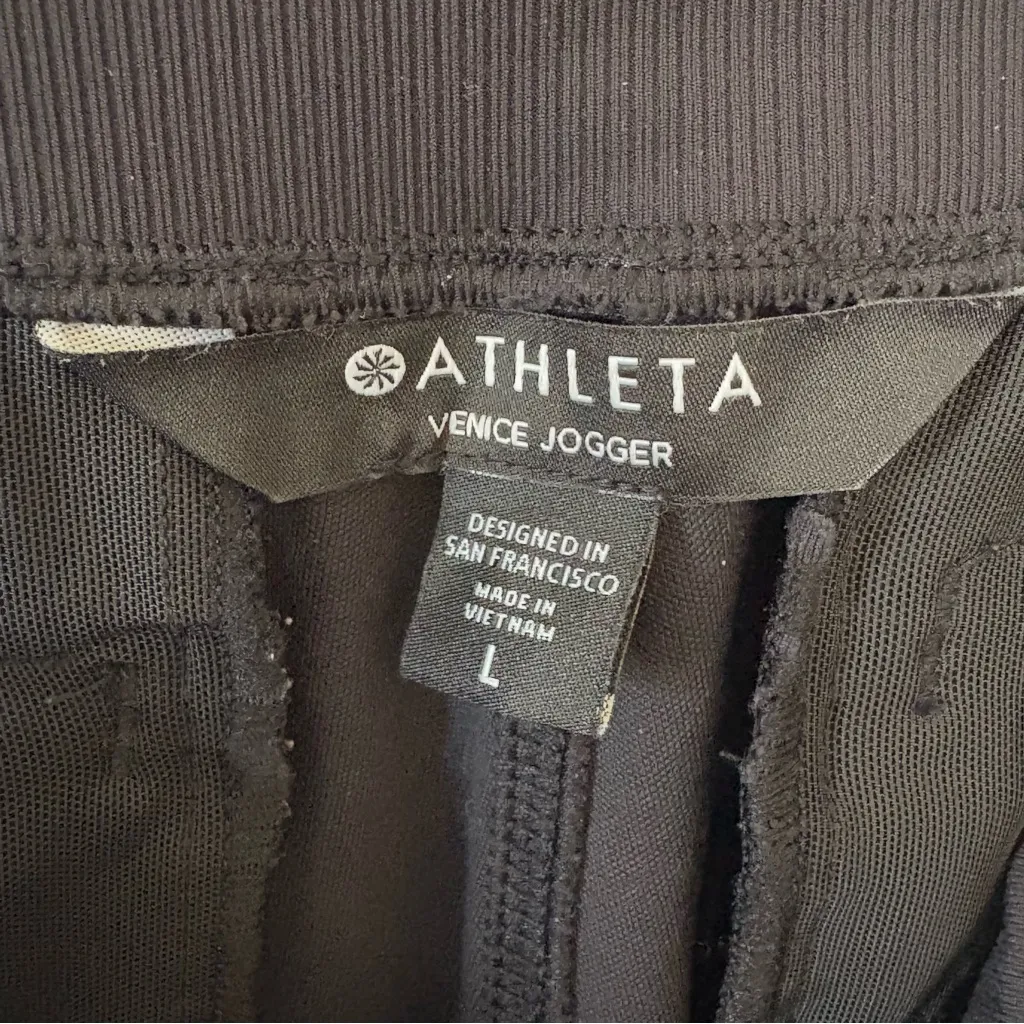 ATHLETA
VENICE JOGGER
DESIGNED IN
SAN FRANCISCO
MADE IN
VIETNAM
L